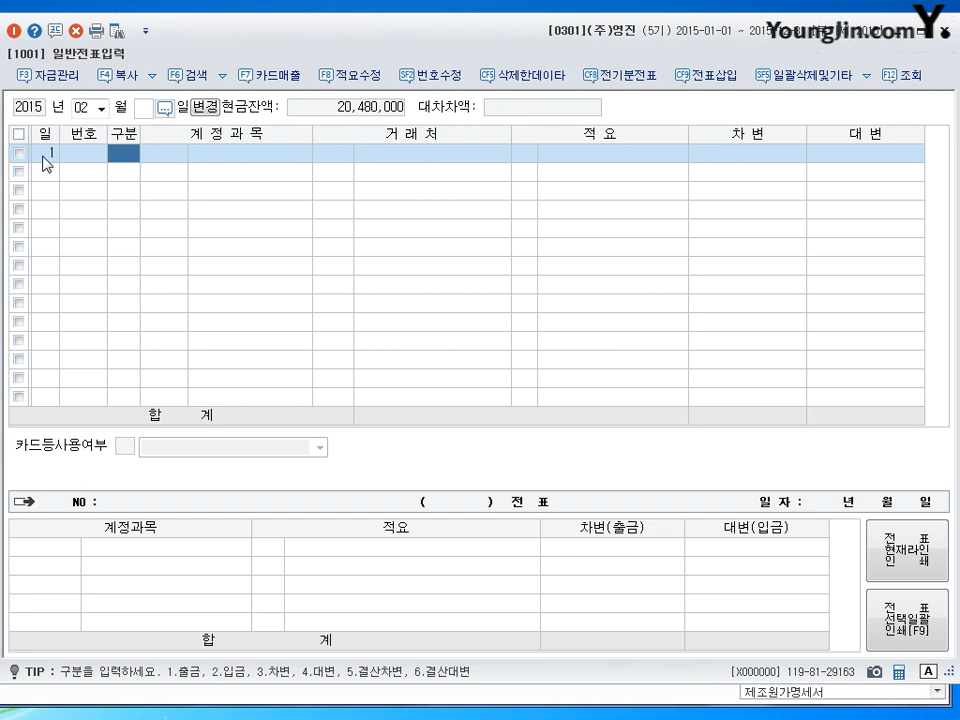 [0301](주)영진 (5기) 2015-01-01 ~
Younglin.com Y.
[1001] 일반전표입력
F3 자금관리 F4 복사 F6 검색 F7 카드매출 F8 적요수정 SF2 번호수정 CF5 삭제한데이타 CF8 전기분전표 CF9 전표삽입 SF5 일괄삭제및기타 F12 조회
2015 년 02 월 일 변경 현금잔액: 20,480,000 대차차액:
일 번호 구분 계 정 과 목 거 래 처 적 요 차 변 대 변
1
합 계
카드등사용여부
NO : ( ) 전 표 일 자 : 년 월 일
계정과목 적요 차변(출금) 대변(입금)
전 표
현재라인
인 쇄
전 표
선택일괄
인쇄[F9]
합 계
TIP : 구분을 입력하세요. 1.출금, 2.입금, 3.차변, 4.대변, 5.결산차변, 6.결산대변 [X000000] 119-81-29163 A
제조원가명세서